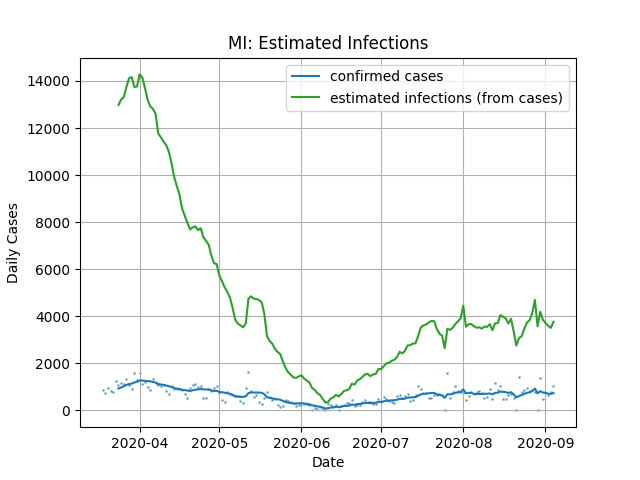 MI: Estimated Infections
confirmed cases
estimated infections (from cases)
Daily Cases
14000
12000
10000
8000
6000
4000
2000
0
2020-04
2020-05
2020-06
2020-07
2020-08
2020-09
Date